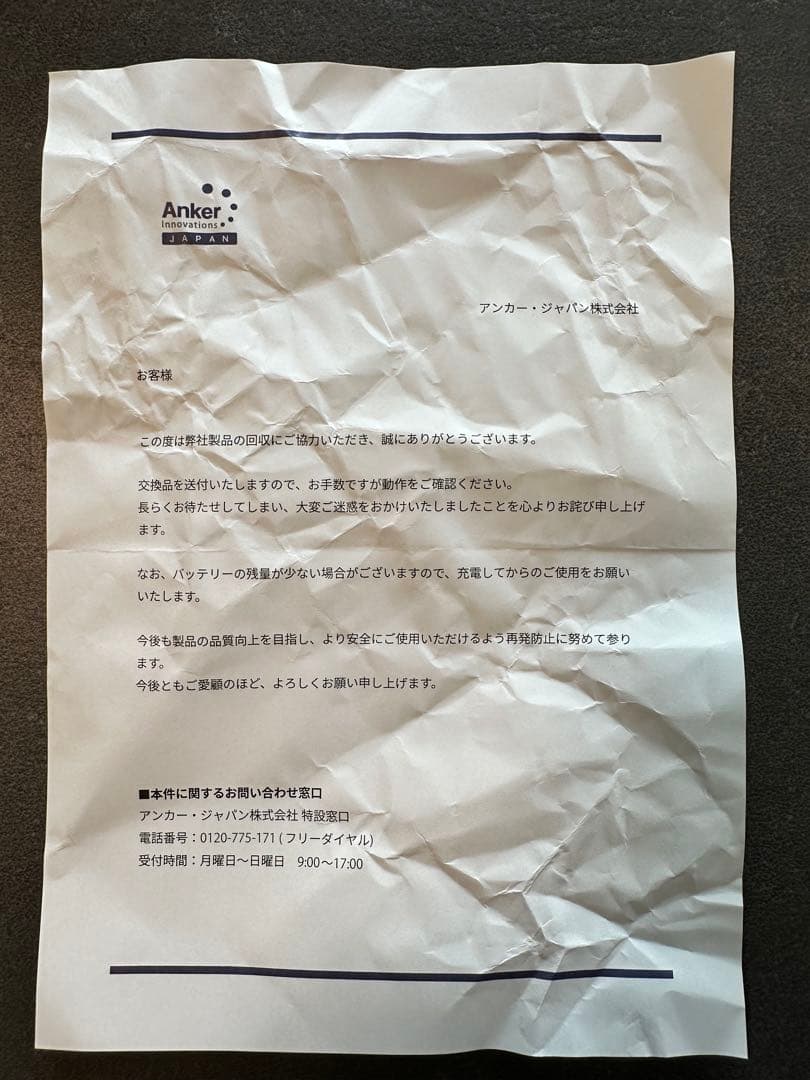 Anker
Innovations
JAPAN
アンカー・ジャパン株式会社
お客様
この度は弊社製品の回収にご協力いただき、誠にありがとうございます。
交換品を送付いたしますので、お手数ですが動作をご確認ください。
長らくお待たせしてしまい、大変ご迷惑をおかけいたしましたことを心よりお詫び申し上げ
ます。
なお、バッテリーの残量が少ない場合がございますので、充電してからのご使用をお願い
いたします。
今後も製品の品質向上を目指し、より安全にご使用いただけるよう再発防止に努めて参り
ます。
今後ともご愛顧のほど、よろしくお願い申し上げます。
■本件に関するお問い合わせ窓口
アンカー・ジャパン株式会社 特設窓口
電話番号：0120-775-171 ( フリーダイヤル)
受付時間：月曜日～日曜日　9:00～17:00